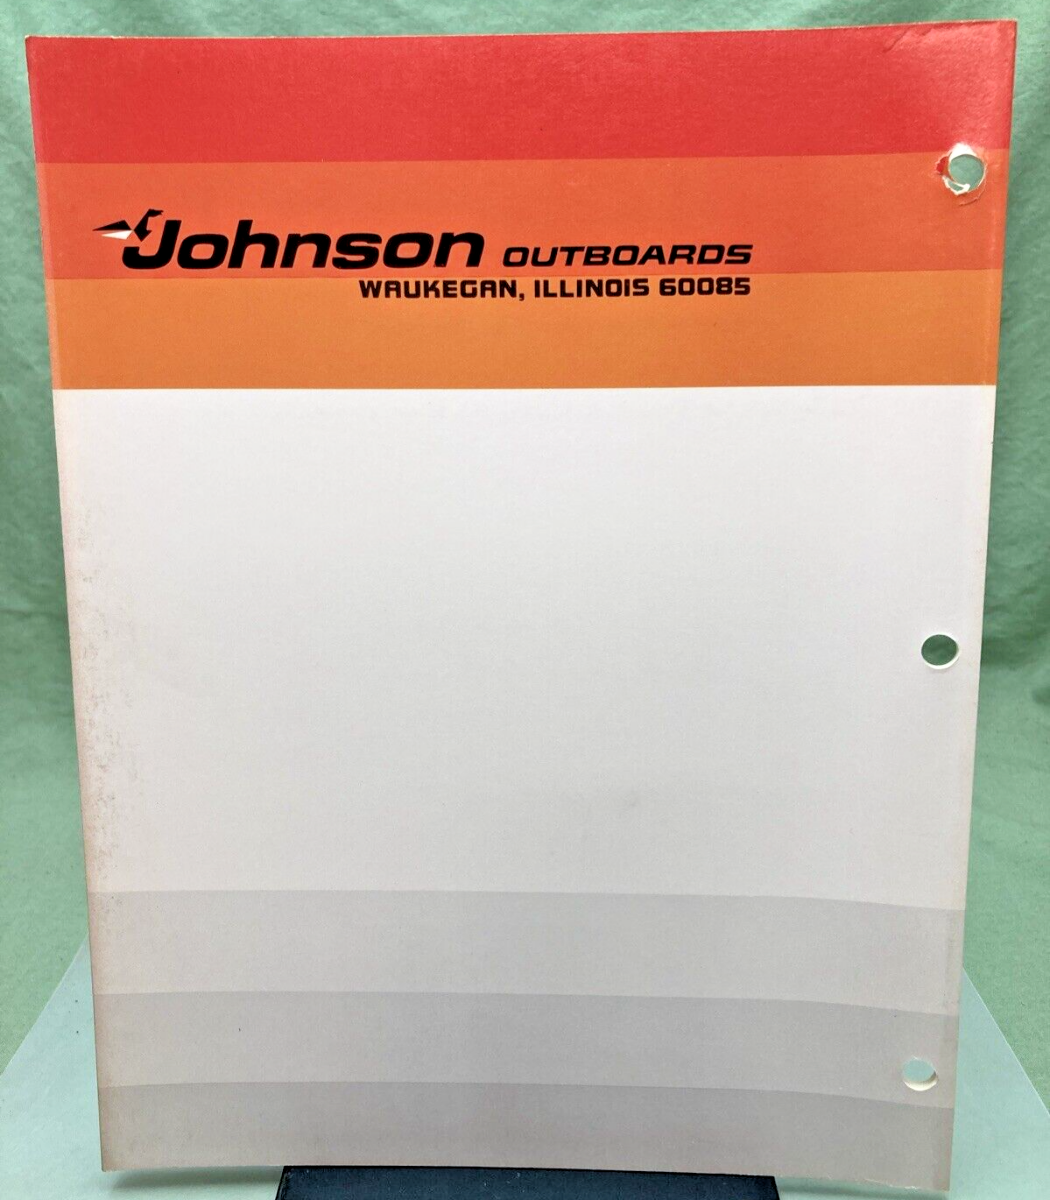 Johnson OUTBOARDS
WAUKEGAN, ILLINOIS 60085